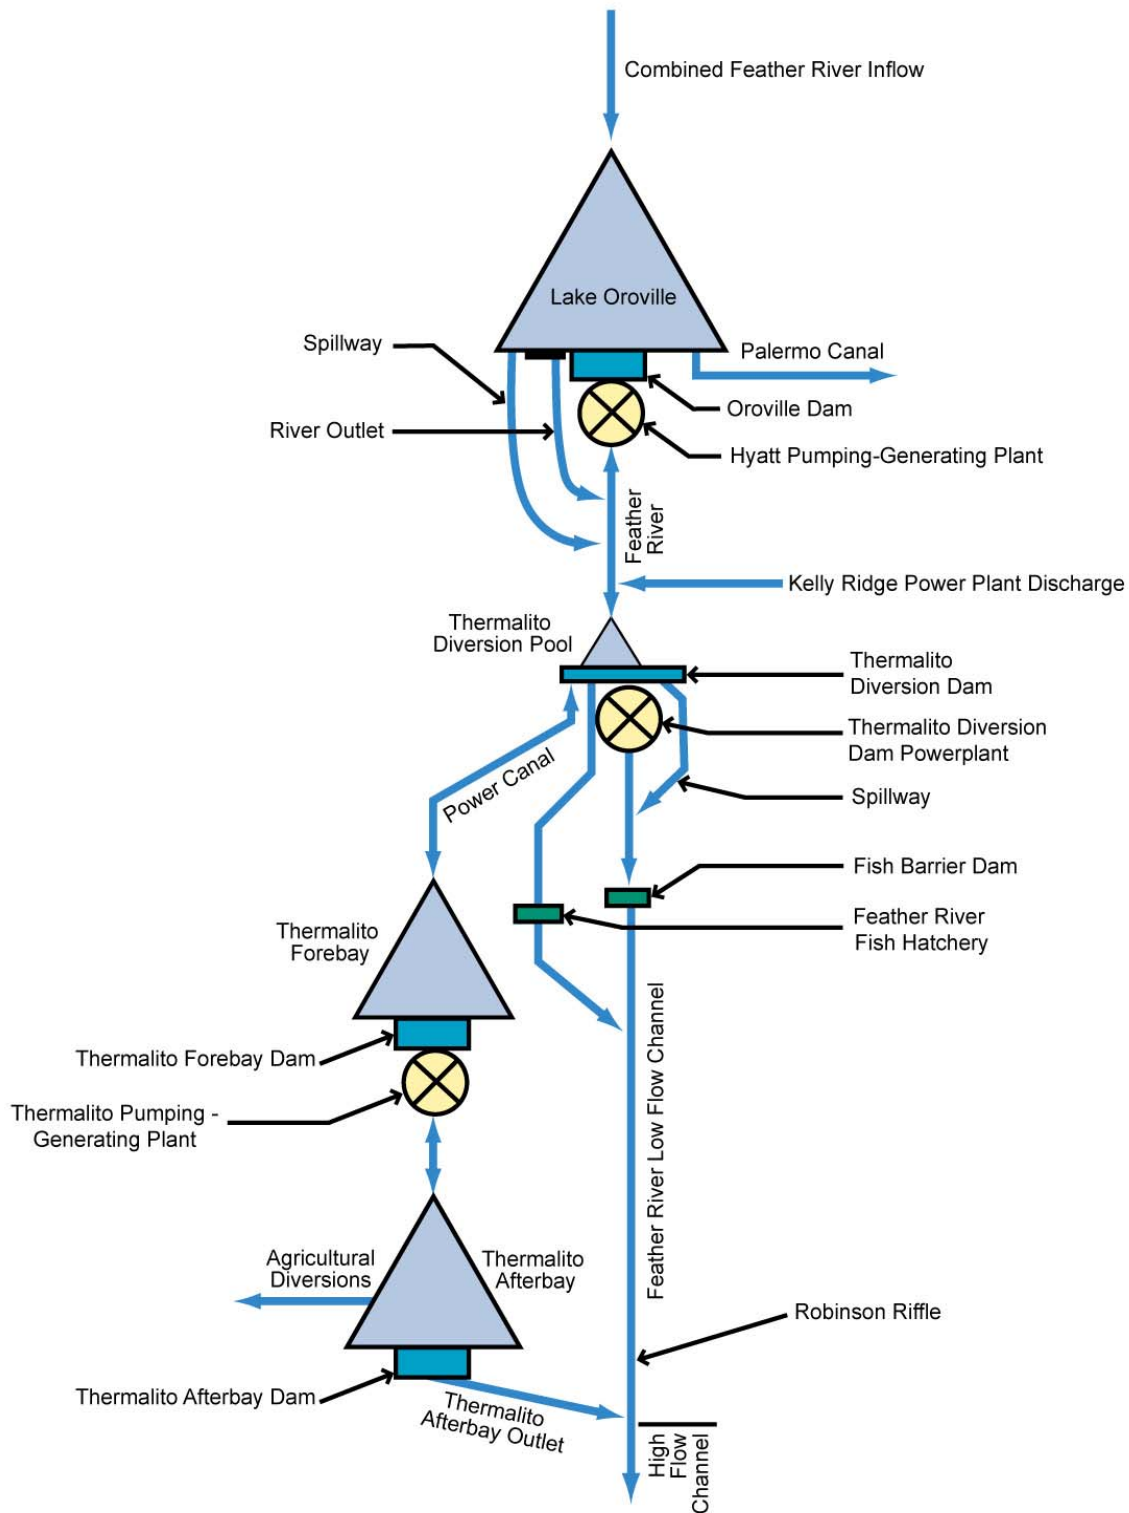 Combined Feather River Inflow
Lake Oroville
Spillway
Palermo Canal
River Outlet
Oroville Dam
Hyatt Pumping-Generating Plant
Feather
River
Kelly Ridge Power Plant Discharge
Thermalito
Diversion Pool
Thermalito
Diversion Dam
Thermalito Diversion
Dam Powerplant
Power Canal
Spillway
Fish Barrier Dam
Feather River
Fish Hatchery
Thermalito
Forebay
Thermalito Forebay Dam
Thermalito Pumping -
Generating Plant
Feather River Low Flow Channel
Agricultural
Diversions
Thermalito
Afterbay
Robinson Riffle
Thermalito Afterbay Dam
Thermalito
Afterbay Outlet
High
Flow
Channel